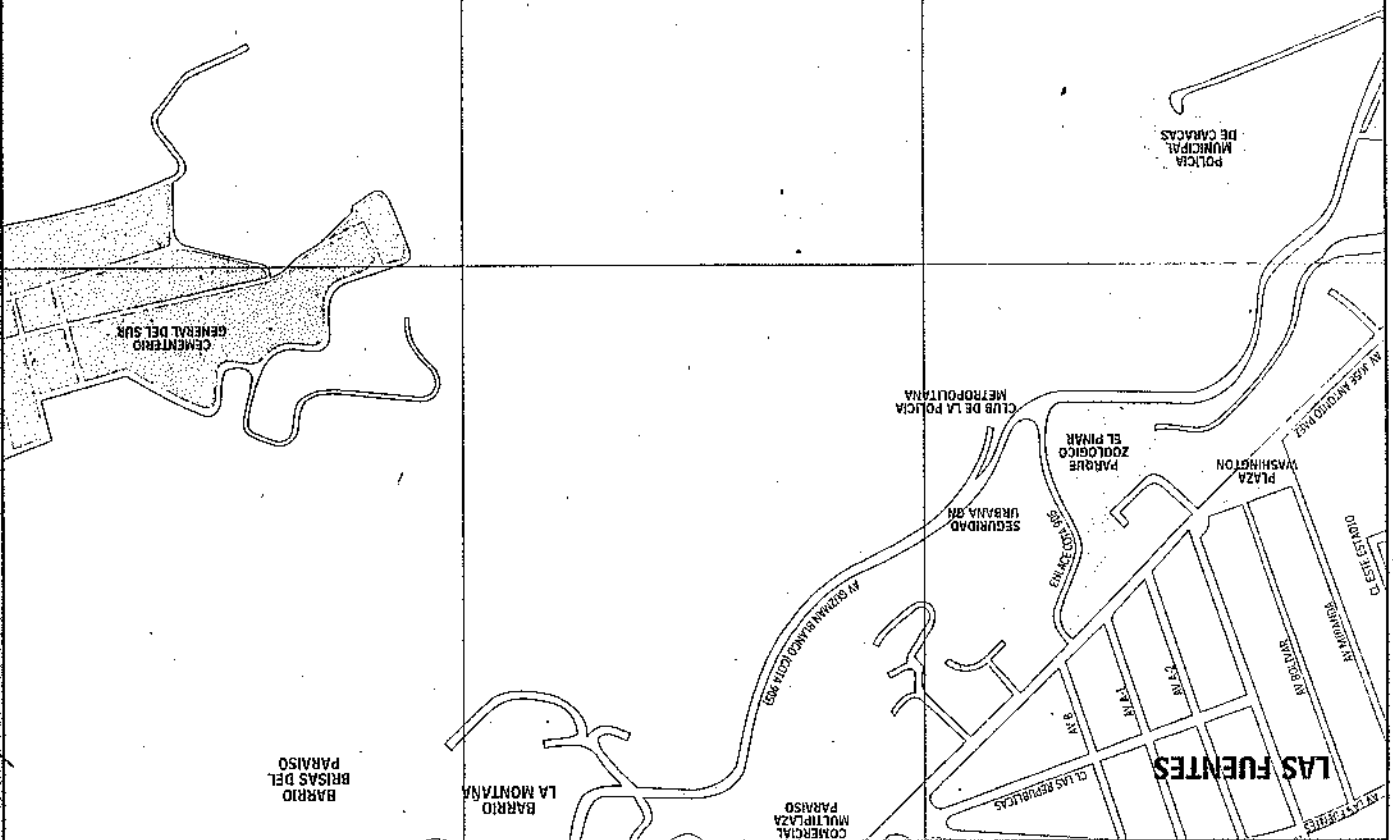 COMERCIAL
MULTIPLAZA
PARAISO
BARRIO
LA MONTAÑA
BARRIO
BRISAS DEL
PARAISO
AV LAS FUENTES
LAS FUENTES
CL LAS REPUBLICAS
AV B
AV A-1
AV A-2
AV BOLIVAR
AV MIRANDA
CL ESTE ESTADIO
AV GUZMAN BLANCO (COTA 905)
ENLACE COTA 905
SEGURIDAD
URBANA GN
PLAZA
WASHINGTON
PARQUE
ZOOLOGICO
EL PINAR
CLUB DE LA POLICIA
METROPOLITANA
AV JOSE ANTONIO PAEZ
CEMENTERIO
GENERAL DEL SUR
POLICIA
MUNICIPAL
DE CARACAS